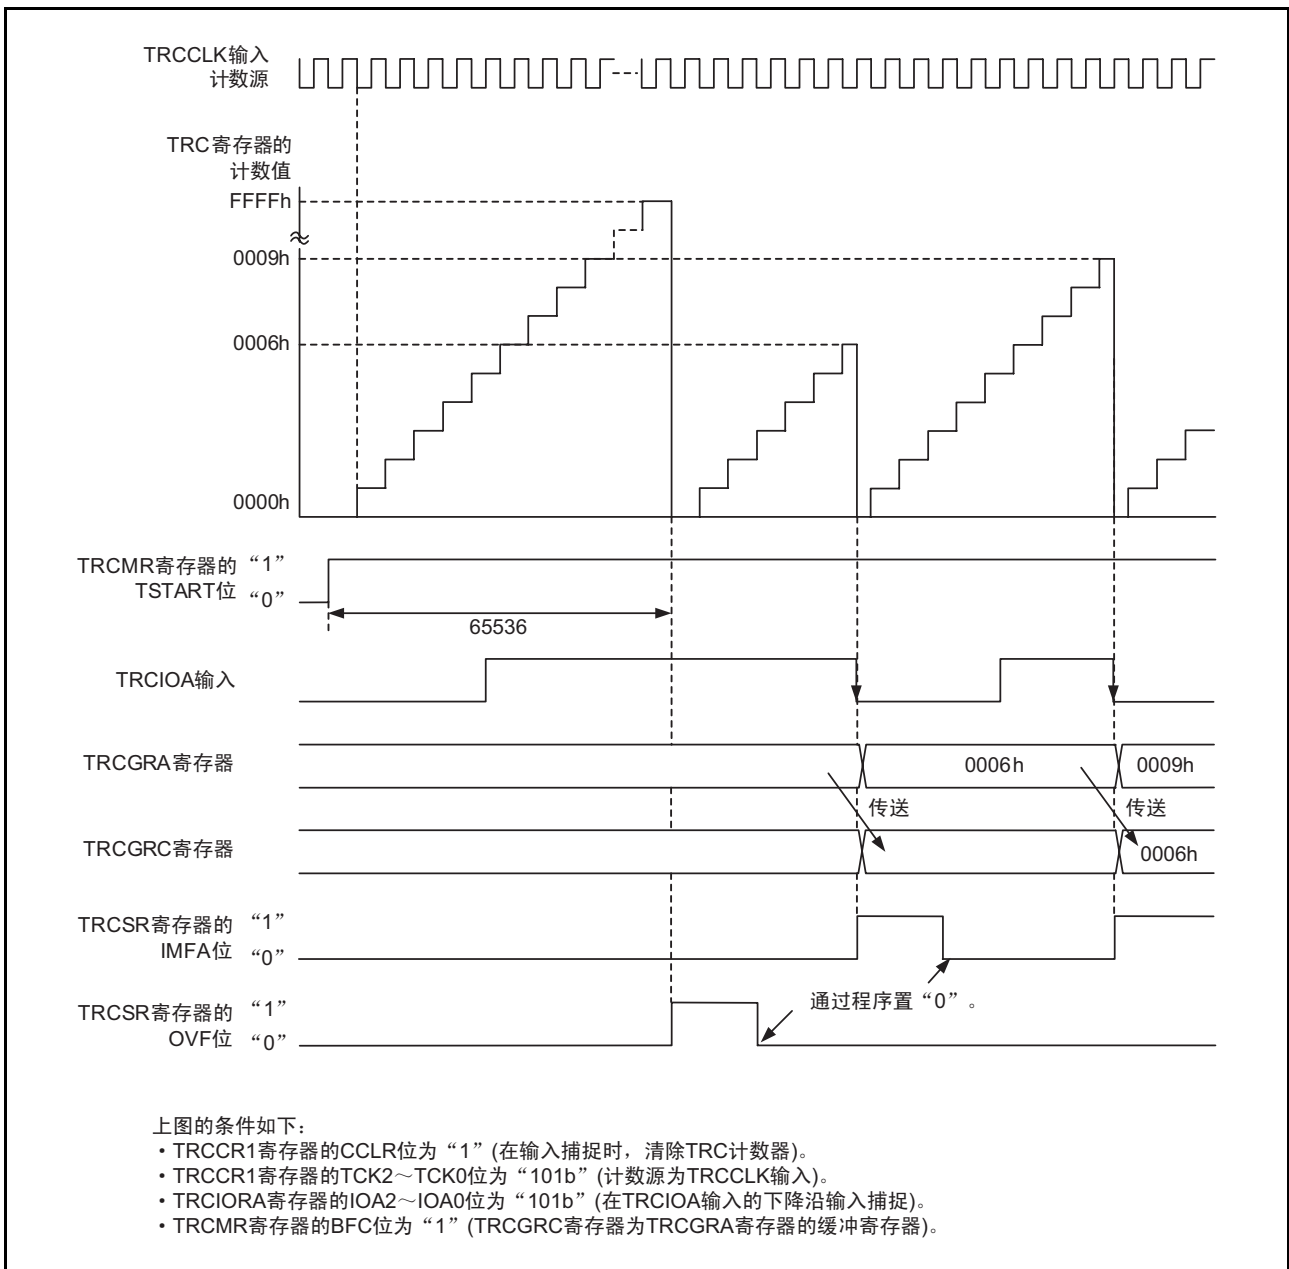 TRCCLK输入
计数源
TRC寄存器的
计数值
FFFFh
0009h
0006h
0000h
TRCMR寄存器的 “1”
TSTART位 “0”
65536
TRCIOA输入
TRCGRA寄存器
0006h
0009h
传送
传送
TRCGRC寄存器
0006h
TRCSR寄存器的 “1”
IMFA位 “0”
通过程序置“0”。
TRCSR寄存器的 “1”
OVF位 “0”
上图的条件如下：
・TRCCR1寄存器的CCLR位为“1”(在输入捕捉时，清除TRC计数器)。
・TRCCR1寄存器的TCK2～TCK0位为“101b”(计数源为TRCCLK输入)。
・TRCIORA寄存器的IOA2～IOA0位为“101b”(在TRCIOA输入的下降沿输入捕捉)。
・TRCMR寄存器的BFC位为“1”(TRCGRC寄存器为TRCGRA寄存器的缓冲寄存器)。